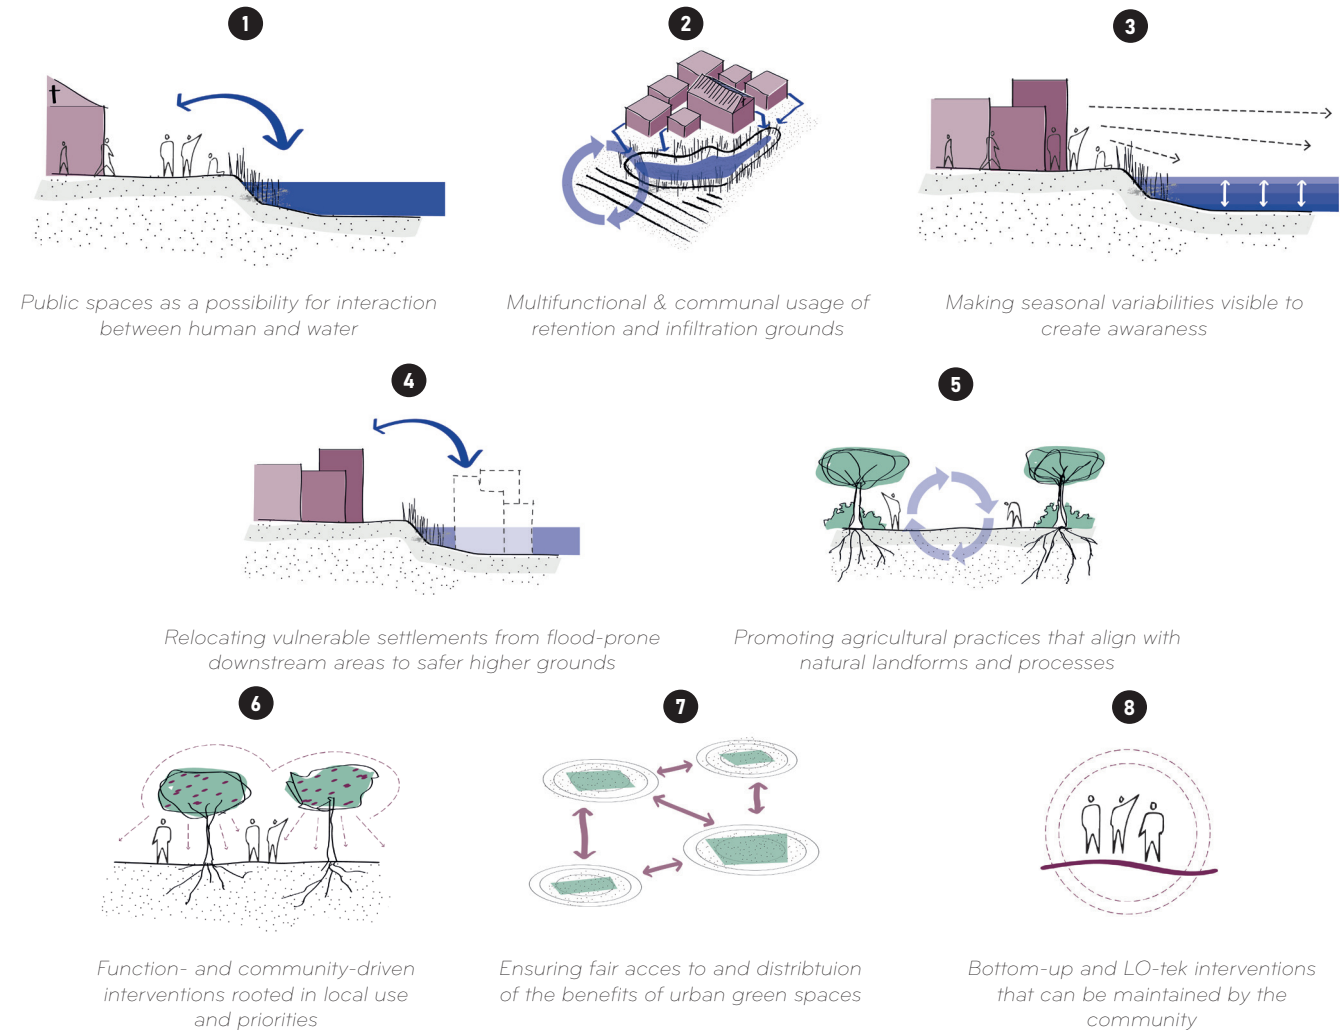 1
2
3
Public spaces as a possibility for interaction
between human and water
Multifunctional & communal usage of
retention and infiltration grounds
Making seasonal variabilities visible to
create awaraness
4
5
Relocating vulnerable settlements from flood-prone
downstream areas to safer higher grounds
Promoting agricultural practices that align with
natural landforms and processes
6
7
8
Function- and community-driven
interventions rooted in local use
and priorities
Ensuring fair acces to and distribtuion
of the benefits of urban green spaces
Bottom-up and LO-tek interventions
that can be maintained by the
community